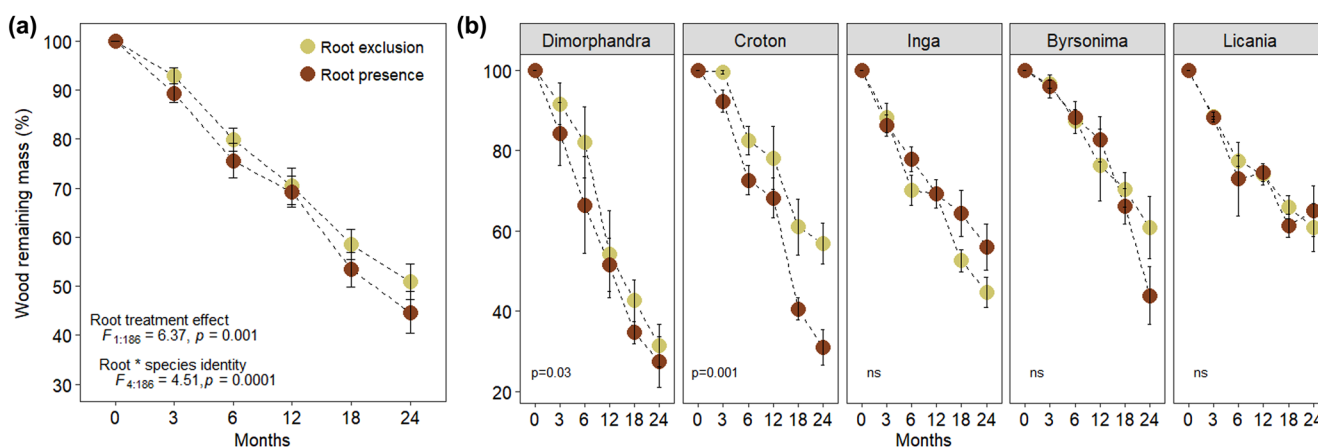 (a)
Wood remaining mass (%)
100
90
80
70
60
50
40
30
Root exclusion
Root presence
Root treatment effect
F1:186 = 6.37, p = 0.001
Root * species identity
F4:186 = 4.51, p = 0.0001
0 3 6 12 18 24
Months
(b)
Dimorphandra Croton Inga Byrsonima Licania
100
80
60
40
20
p=0.03 p=0.001 ns ns ns
0 3 6 12 18 24 0 3 6 12 18 24 0 3 6 12 18 24 0 3 6 12 18 24 0 3 6 12 18 24
Months